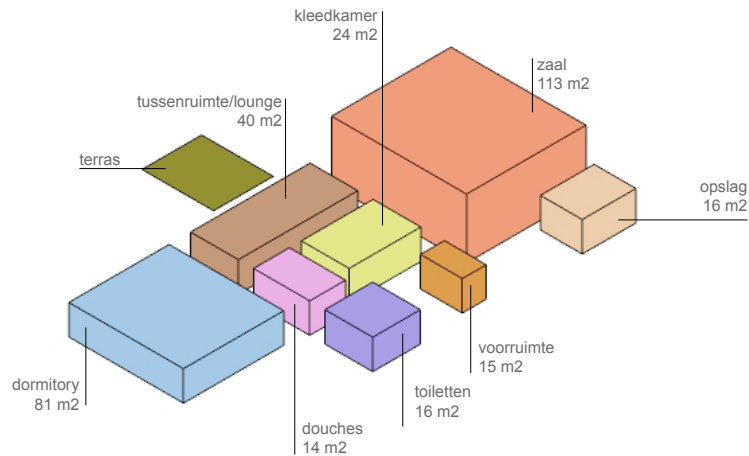 kleedkamer
24 m2
zaal
113 m2
tussenruimte/lounge
40 m2
terras
opslag
16 m2
voorruimte
15 m2
dormitory
81 m2
toiletten
16 m2
douches
14 m2